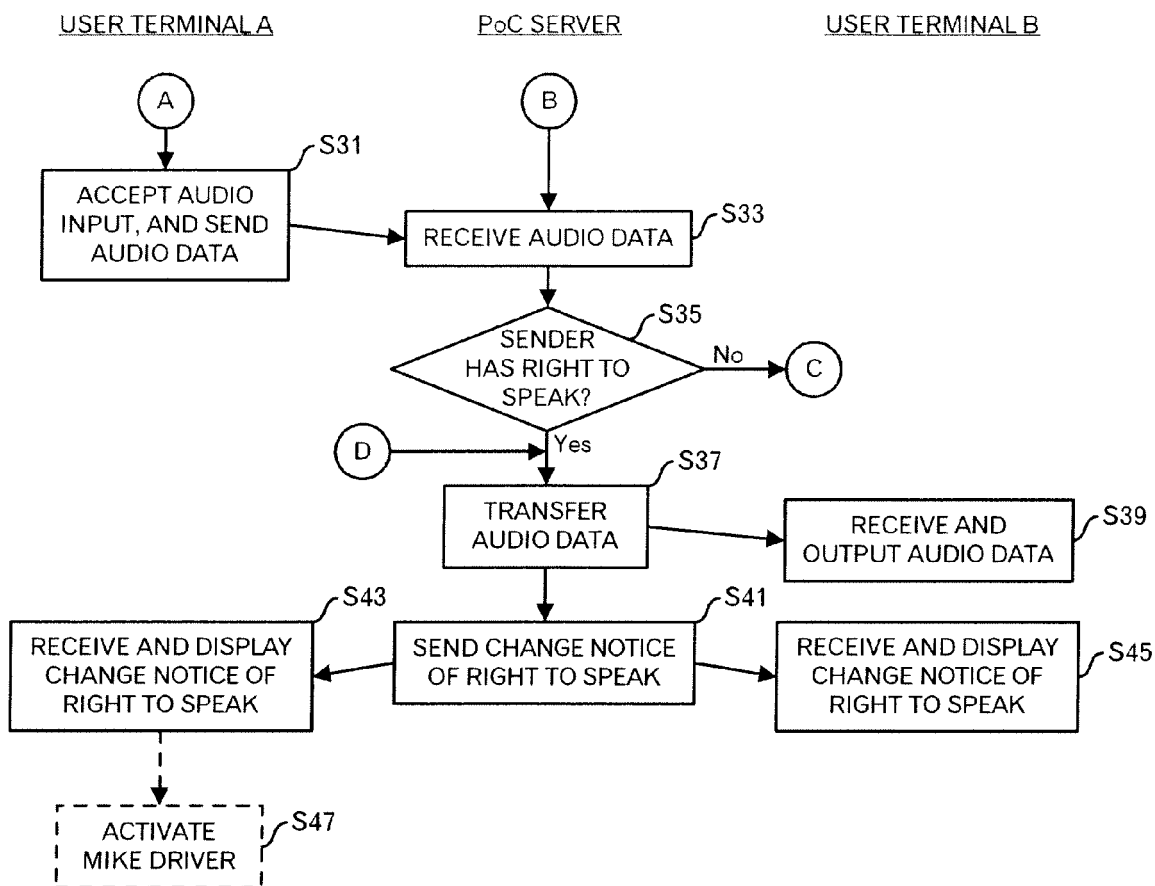 USER TERMINAL A
PoC SERVER
USER TERMINAL B
A
B
S31
ACCEPT AUDIO
INPUT, AND SEND
AUDIO DATA
S33
RECEIVE AUDIO DATA
S35
SENDER
HAS RIGHT TO
SPEAK?
No
C
D
Yes
S37
TRANSFER
AUDIO DATA
S39
RECEIVE AND
OUTPUT AUDIO DATA
S43
RECEIVE AND DISPLAY
CHANGE NOTICE OF
RIGHT TO SPEAK
S41
SEND CHANGE NOTICE
OF RIGHT TO SPEAK
S45
RECEIVE AND DISPLAY
CHANGE NOTICE OF
RIGHT TO SPEAK
S47
ACTIVATE
MIKE DRIVER